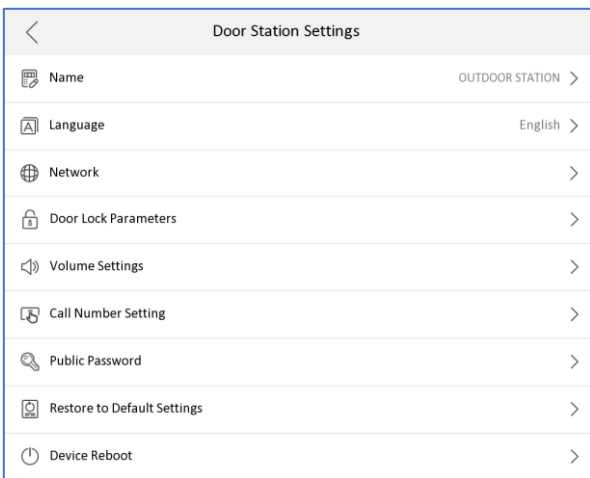 Door Station Settings
Name OUTDOOR STATION
Language English
Network
Door Lock Parameters
Volume Settings
Call Number Setting
Public Password
Restore to Default Settings
Device Reboot